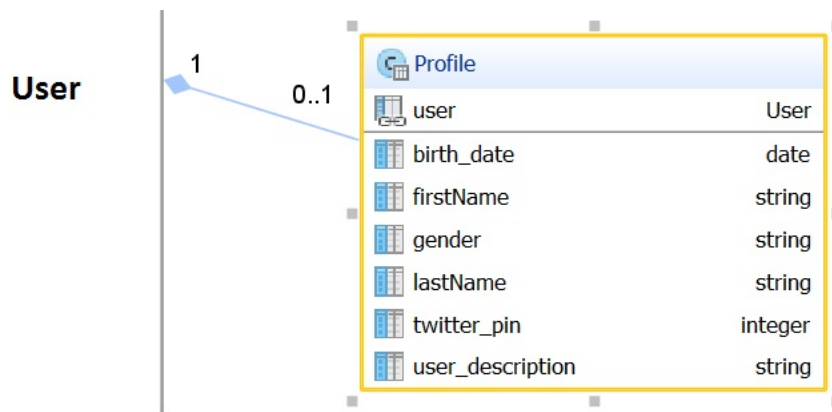 User
1
0..1
C Profile
user User
birth_date date
firstName string
gender string
lastName string
twitter_pin integer
user_description string